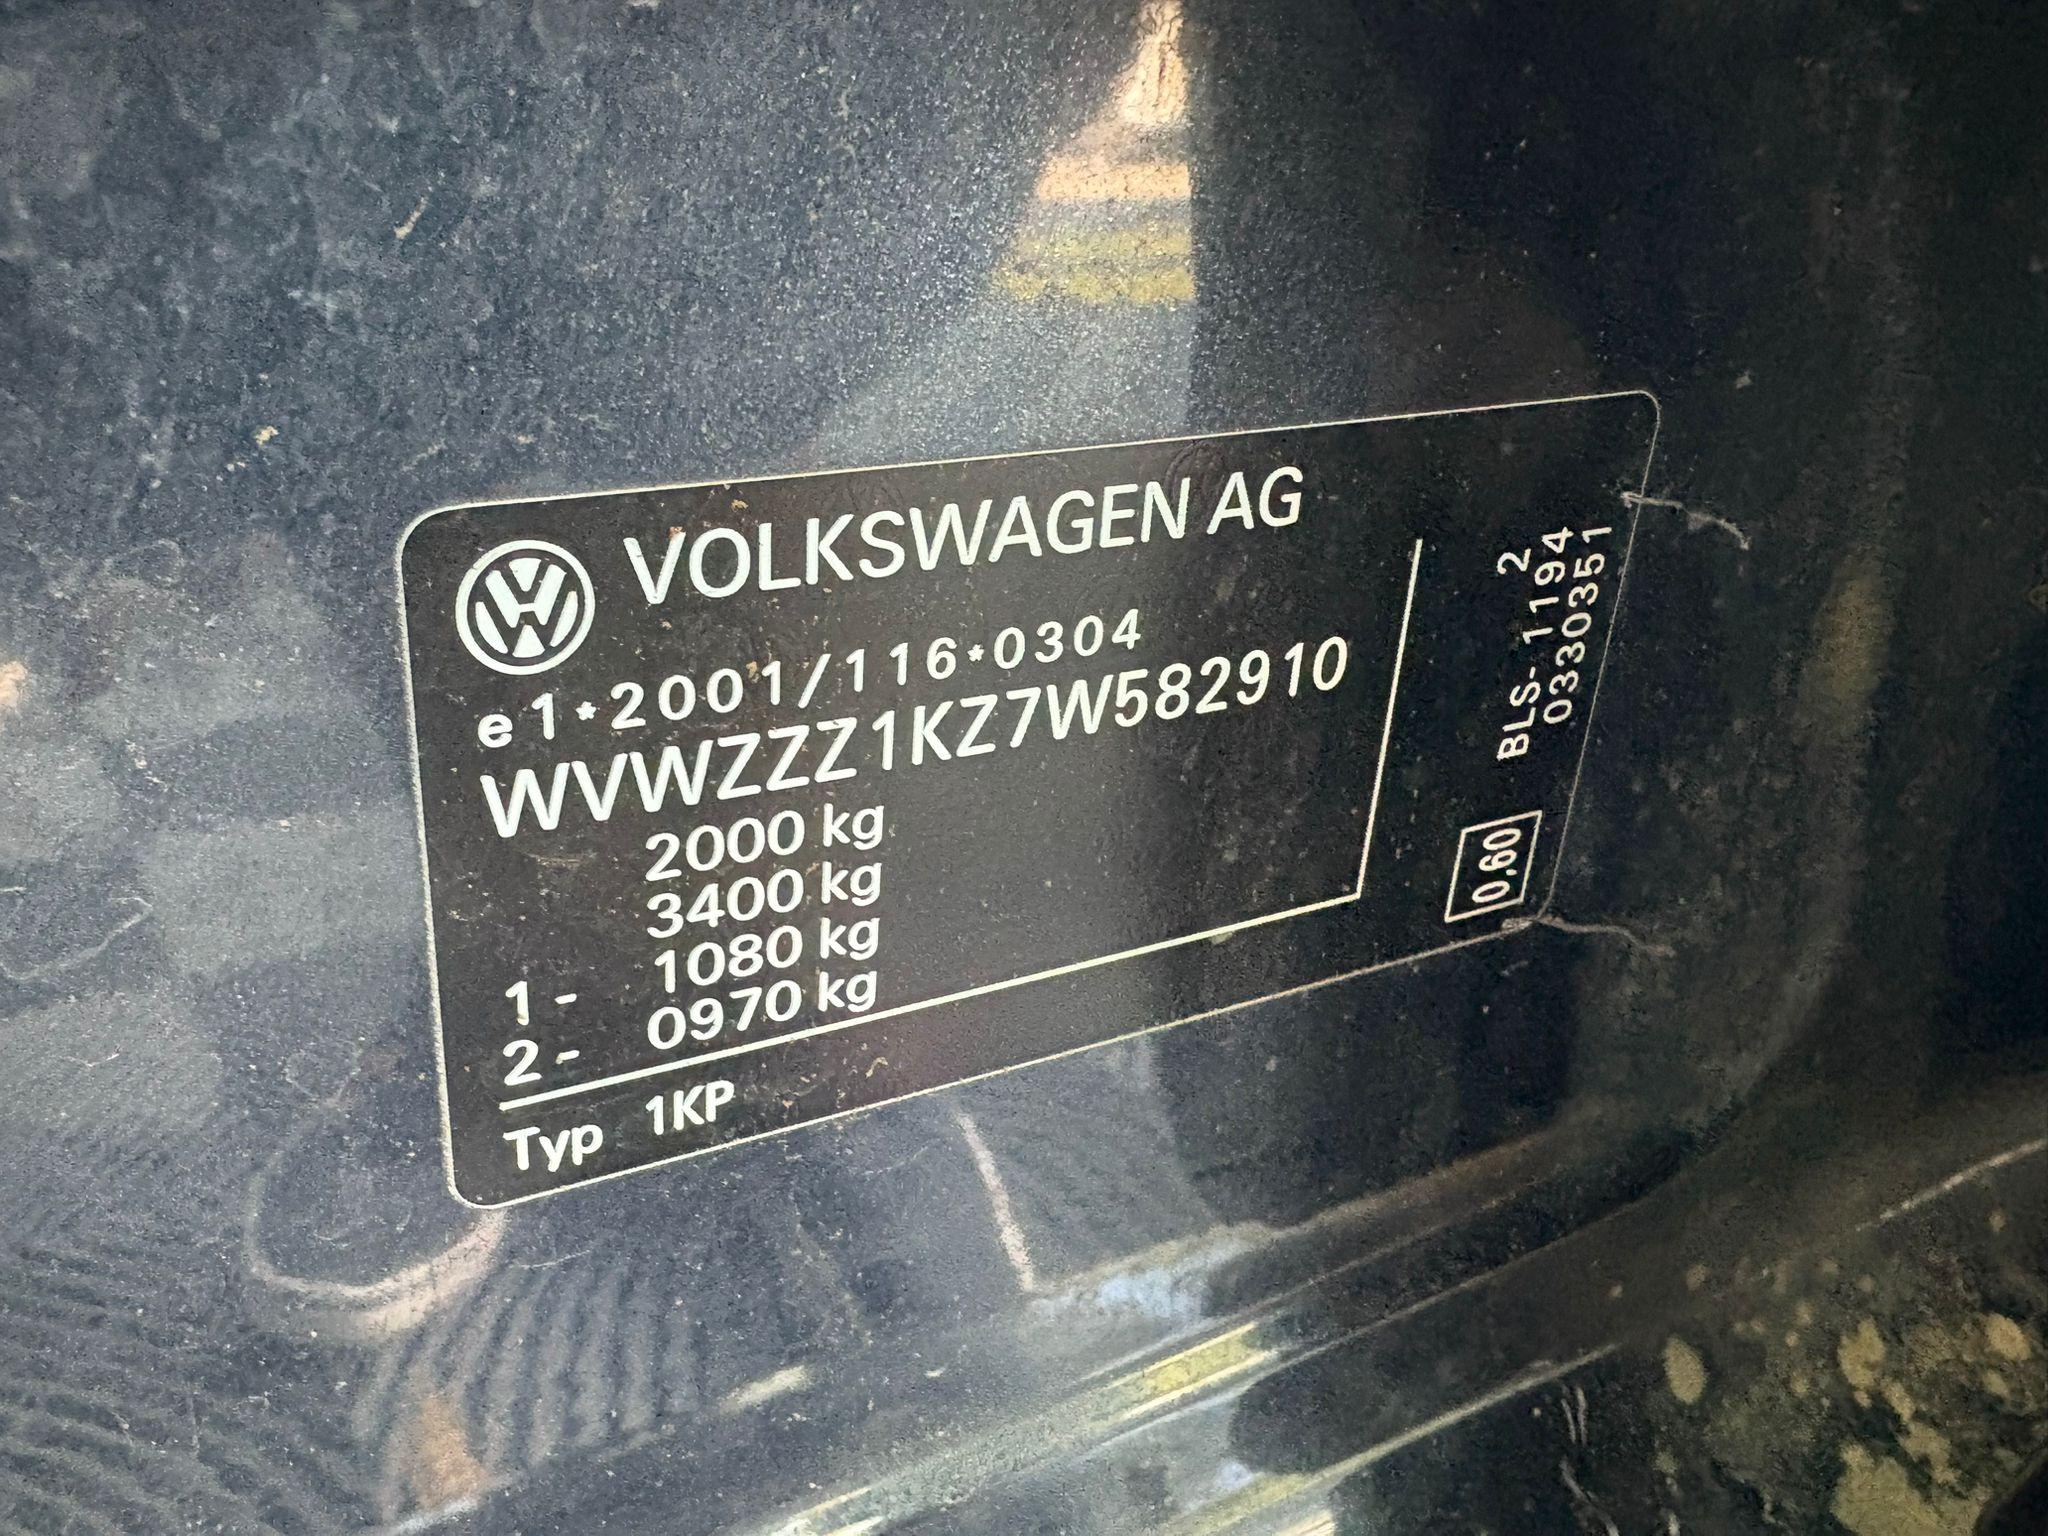 VOLKSWAGEN AG
e1*2001/116*0304
WVWZZZ1KZ7W582910
2000 kg
3400 kg
1- 1080 kg
2- 0970 kg
Typ 1KP
2
BLS-1194
0330351
0.60